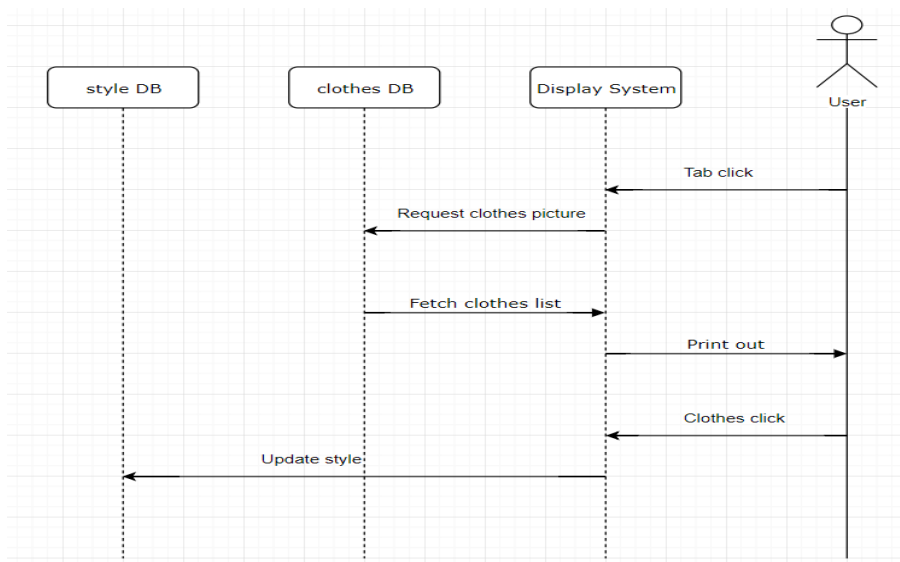 style DB
clothes DB
Display System
User
Tab click
Request clothes picture
Fetch clothes list
Print out
Clothes click
Update style